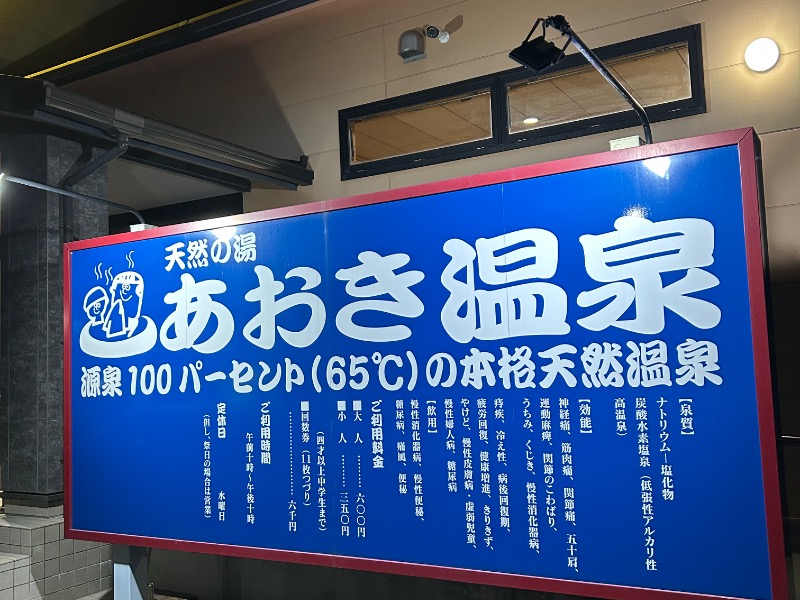 天然の湯
あおき温泉
源泉100パーセント(65℃)の本格天然温泉
【泉質】
ナトリウム―塩化物
炭酸水素塩泉(低張性アルカリ性
高温泉)
【効能】
神経痛、筋肉痛、関節痛、五十肩、
運動麻痺、関節のこわばり、
うちみ、くじき、慢性消化器病、
痔疾、冷え性、病後回復期、
疲労回復、健康増進、きりきず、
やけど、慢性皮膚病・虚弱児童、
慢性婦人病、糖尿病
【飲用】
慢性消化器病、慢性便秘、
糖尿病、痛風、便秘
ご利用料金
■大人………六〇〇円
■小人………三五〇円
(四才以上中学生まで)
■回数券(11枚つづり)
………………六千円
ご利用時間
午前十時~午後十時
定休日 水曜日
(但し、祭日の場合は営業)